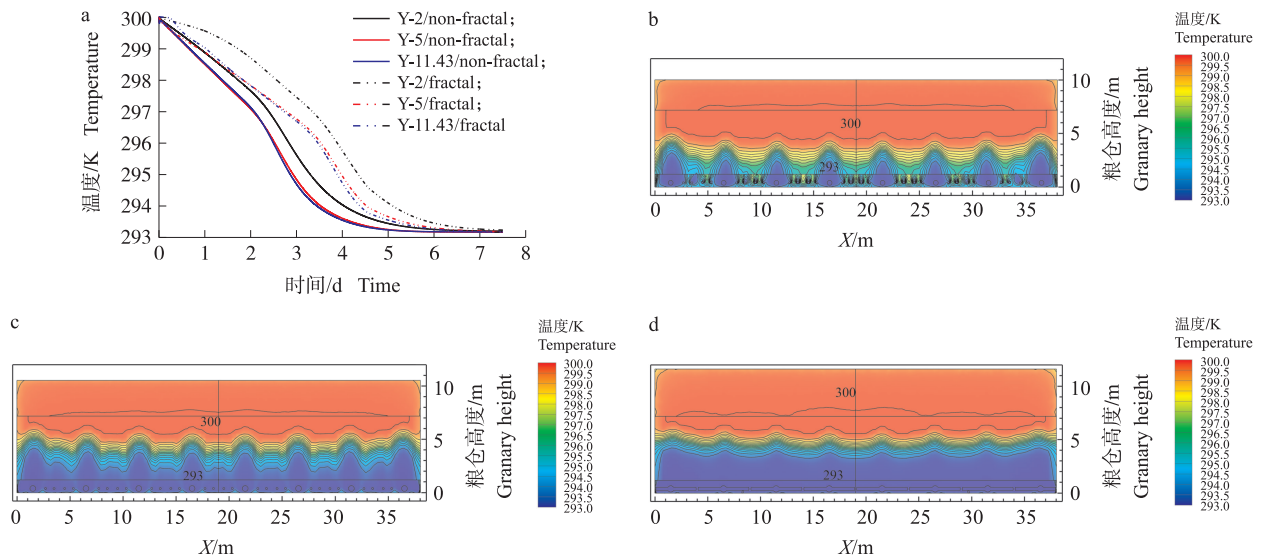 a
300
299
298
297
296
295
294
293
温度/K Temperature
0 1 2 3 4 5 6 7 8
时间/d Time
Y-2/non-fractal;
Y-5/non-fractal;
Y-11.43/non-fractal;
Y-2/fractal;
Y-5/fractal;
Y-11.43/fractal
b
300
293
10
5
0
粮仓高度/m
Granary height
0 5 10 15 20 25 30 35
X/m
温度/K
Temperature
300.0
299.5
299.0
298.5
298.0
297.5
297.0
296.5
296.0
295.5
295.0
294.5
294.0
293.5
293.0
c
300
293
10
5
0
粮仓高度/m
Granary height
0 5 10 15 20 25 30 35
X/m
温度/K
Temperature
300.0
299.5
299.0
298.5
298.0
297.5
297.0
296.5
296.0
295.5
295.0
294.5
294.0
293.5
293.0
d
300
293
10
5
0
粮仓高度/m
Granary height
0 5 10 15 20 25 30 35
X/m
温度/K
Temperature
300.0
299.5
299.0
298.5
298.0
297.5
297.0
296.5
296.0
295.5
295.0
294.5
294.0
293.5
293.0